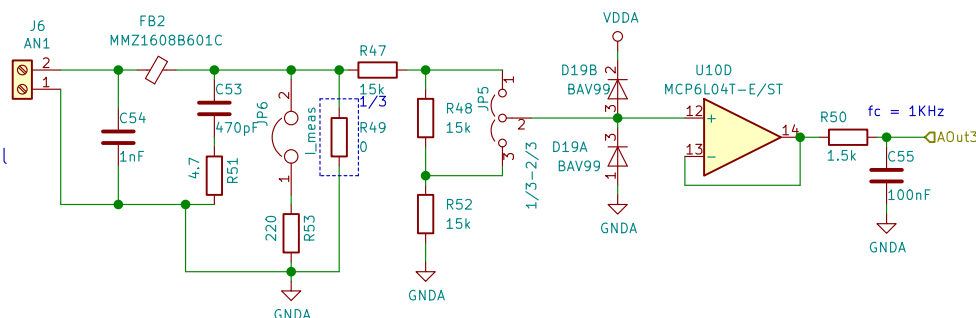 J6
AN1
2
1
FB2
MMZ1608B601C
C54
1nF
C53
470pF
4.7
R51
JP6
2
1
I_meas
220
R53
GNDA
R49
0
R47
15k
1/3
R48
15k
R52
15k
GNDA
JP5
1
2
3
1/3-2/3
VDDA
D19B
BAV99
2
3
D19A
BAV99
3
1
GNDA
U10D
MCP6L04T-E/ST
12
+
13
−
14
R50
1.5k
fc = 1KHz
C55
100nF
GNDA
AOut3
l